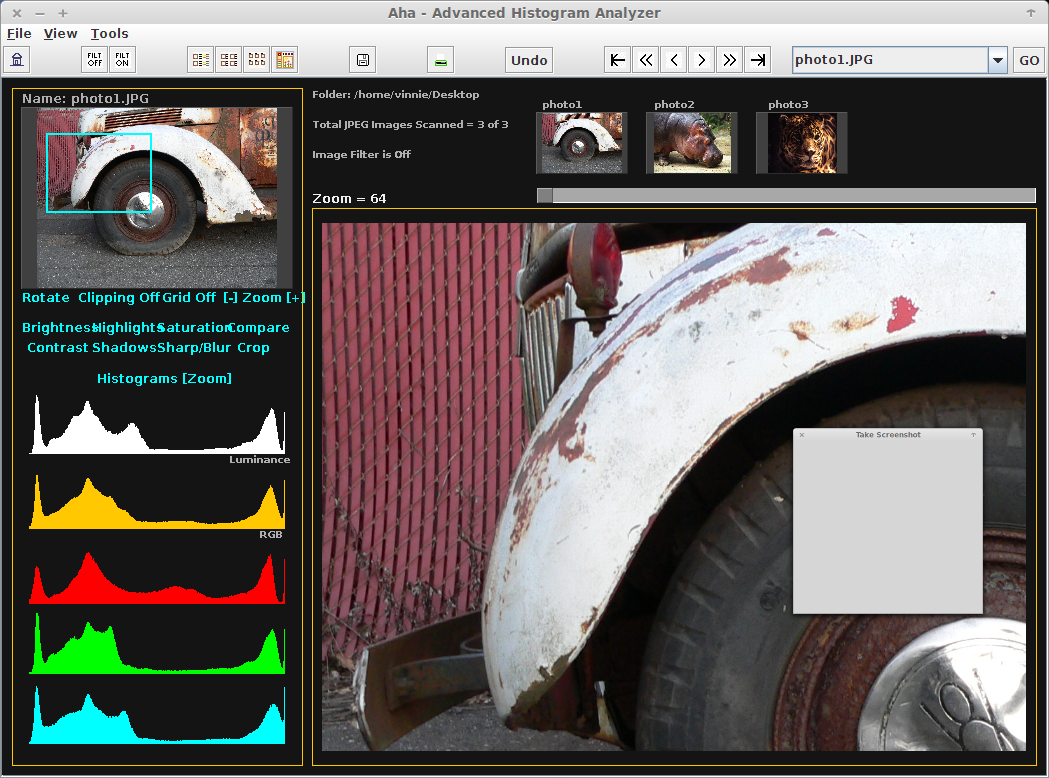 Aha - Advanced Histogram Analyzer
File View Tools
FILT OFF FILT ON Undo photo1.JPG GO
Name: photo1.JPG
Folder: /home/vinnie/Desktop
Total JPEG Images Scanned = 3 of 3
Image Filter is Off
photo1 photo2 photo3
Zoom = 64
Rotate Clipping Off Grid Off [-] Zoom [+]
Brightness Highlights Saturation Compare
Contrast Shadows Sharp/Blur Crop
Histograms [Zoom]
Luminance
RGB
Take Screenshot
V8